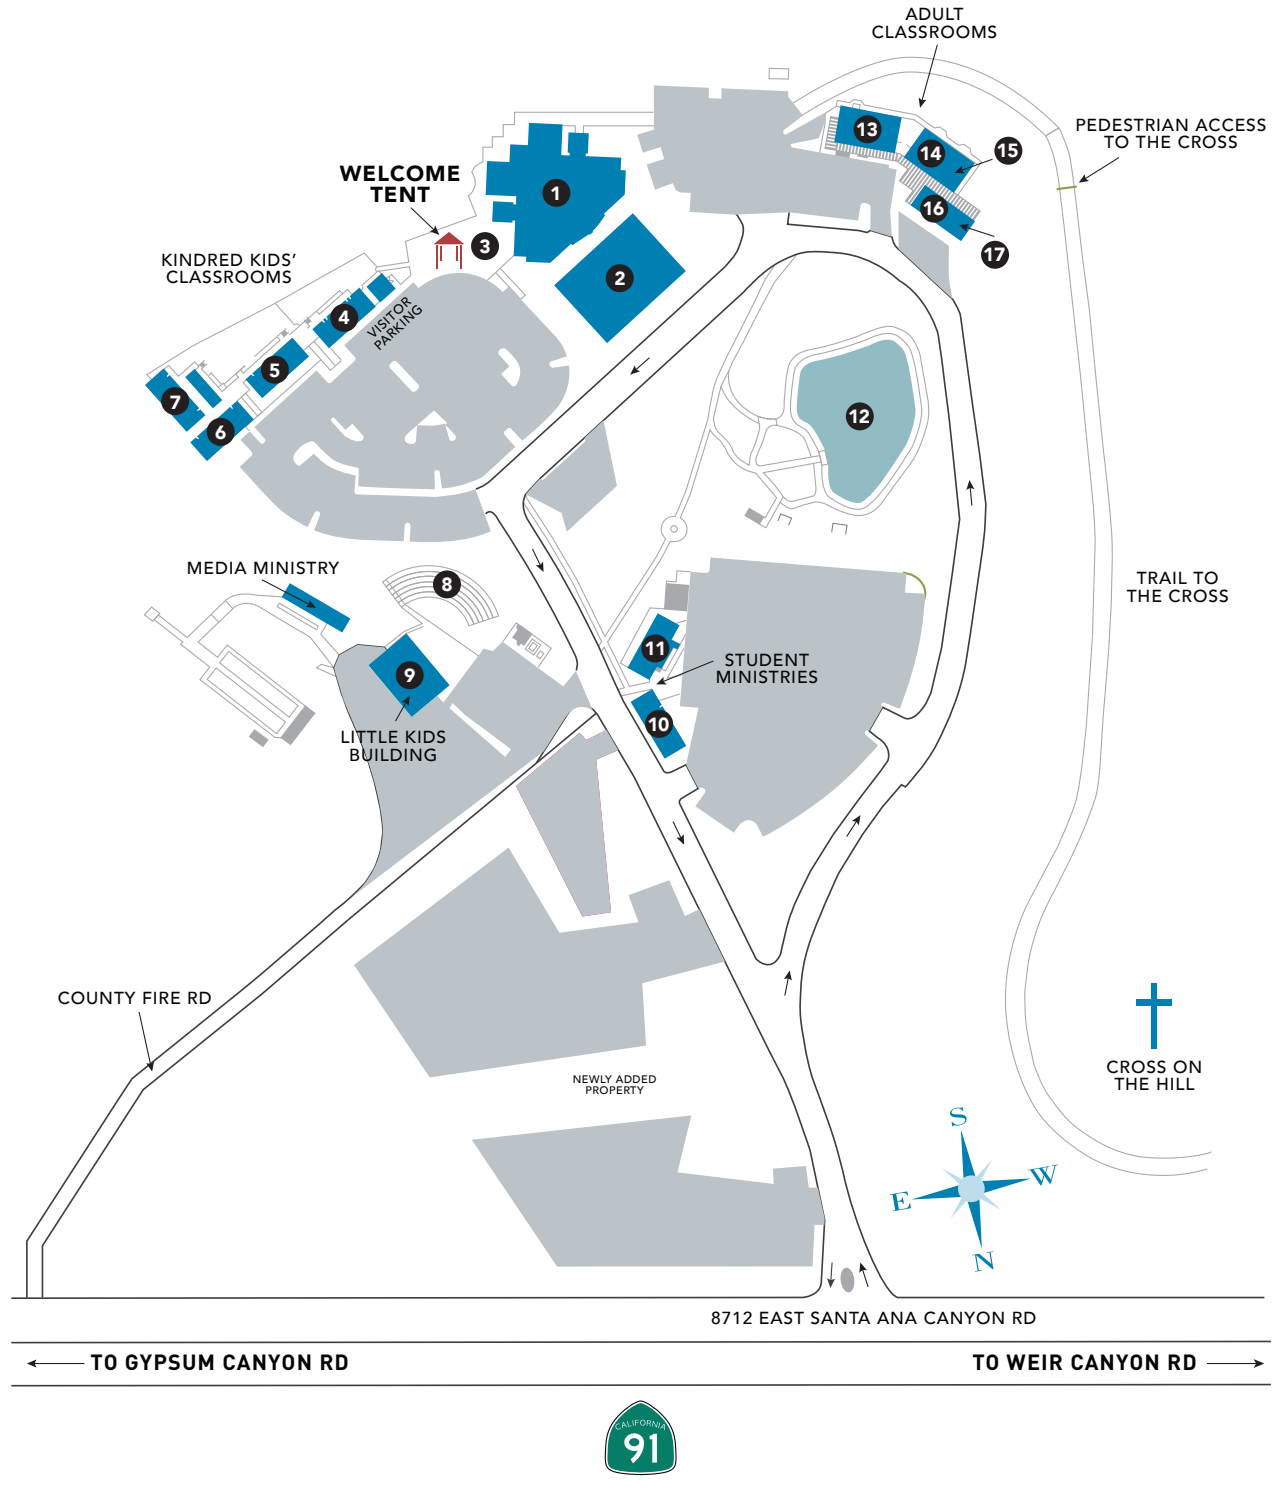 ADULT
CLASSROOMS
PEDESTRIAN ACCESS
TO THE CROSS
13
14
15
16
17
WELCOME
TENT
1
2
3
KINDRED KIDS'
CLASSROOMS
VISITOR
PARKING
4
5
6
7
12
MEDIA MINISTRY
8
9
LITTLE KIDS
BUILDING
11
STUDENT
MINISTRIES
10
TRAIL TO
THE CROSS
COUNTY FIRE RD
NEWLY ADDED
PROPERTY
CROSS ON
THE HILL
S
E
W
N
8712 EAST SANTA ANA CANYON RD
TO GYPSUM CANYON RD
TO WEIR CANYON RD
CALIFORNIA
91